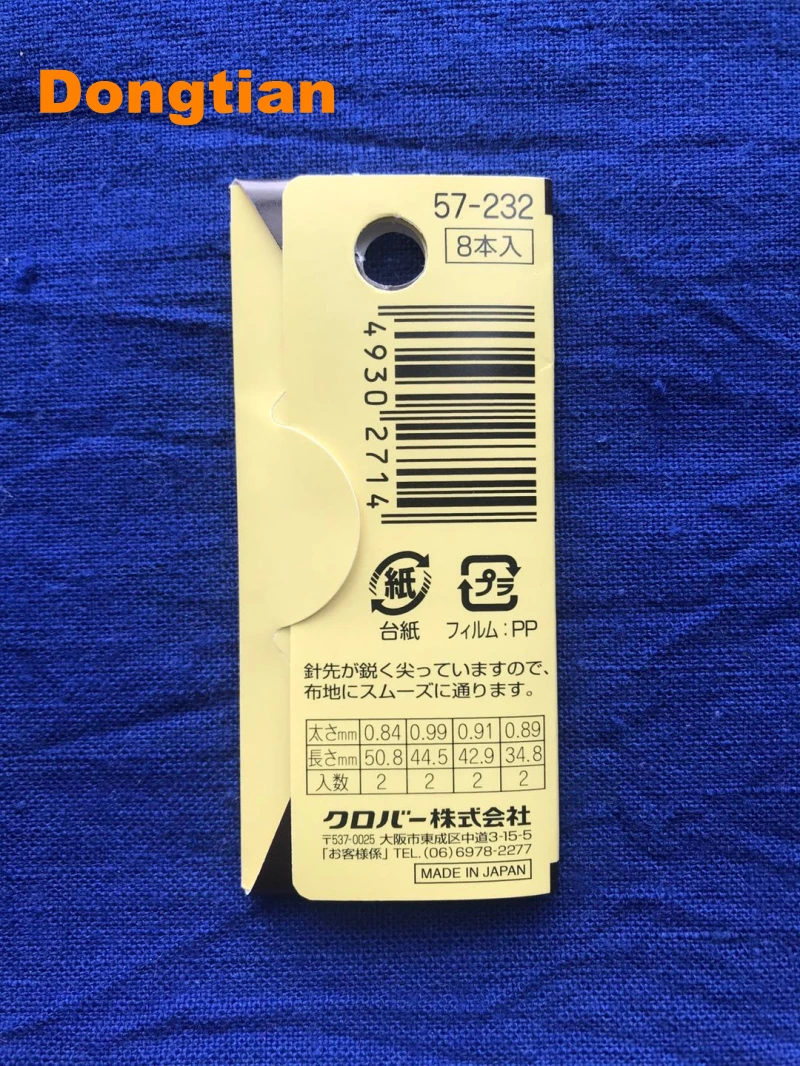 Dongtian
57-232
8本入
4930 2714
紙
プラ
台紙 フィルム:PP
針先が鋭く尖っていますので、
布地にスムーズに通ります。
太さmm 0.84 0.99 0.91 0.89
長さmm 50.8 44.5 42.9 34.8
入数 2 2 2 2
クロバー株式会社
〒537-0025 大阪市東成区中道3-15-5
「お客様係」TEL.(06)6978-2277
MADE IN JAPAN